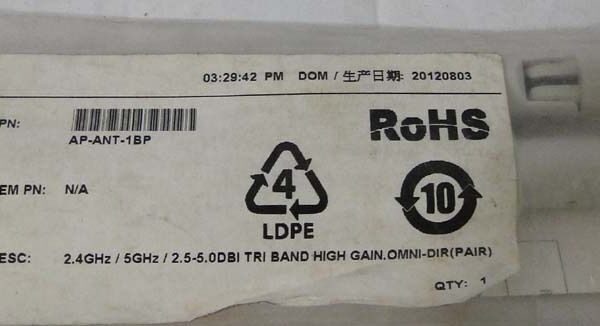 03:29:42 PM DOM / 生产日期: 20120803
PN:
AP-ANT-1BP
RoHS
EM PN: N/A
4
LDPE
10
ESC: 2.4GHz / 5GHz / 2.5-5.0DBI TRI BAND HIGH GAIN.OMNI-DIR(PAIR)
QTY: 1